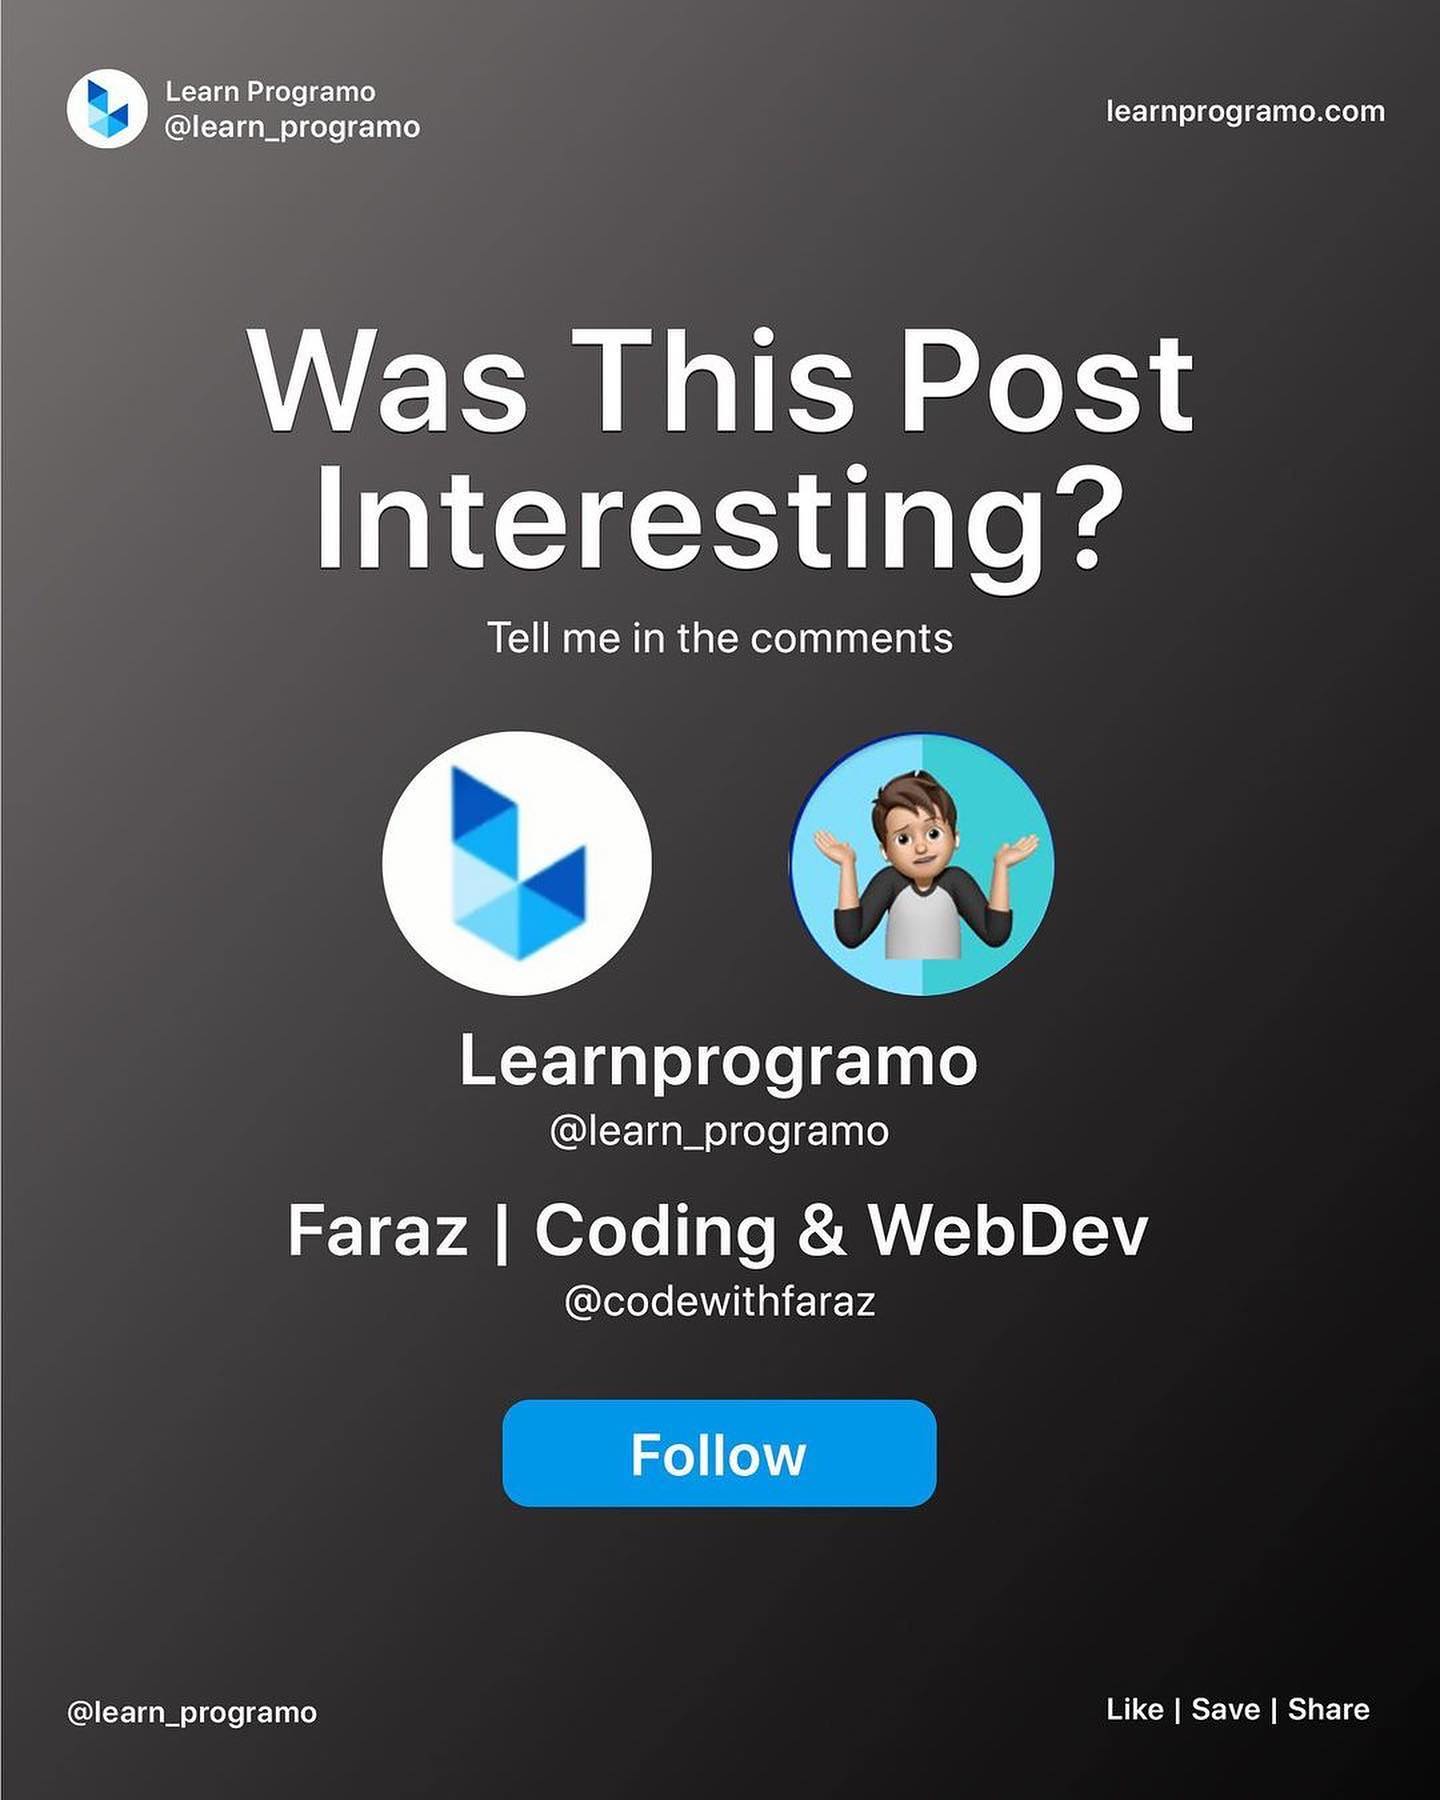 Learn Programo
@learn_programo
learnprogramo.com
Was This Post
Interesting?
Tell me in the comments
Learnprogramo
@learn_programo
Faraz | Coding & WebDev
@codewithfaraz
Follow
@learn_programo
Like | Save | Share